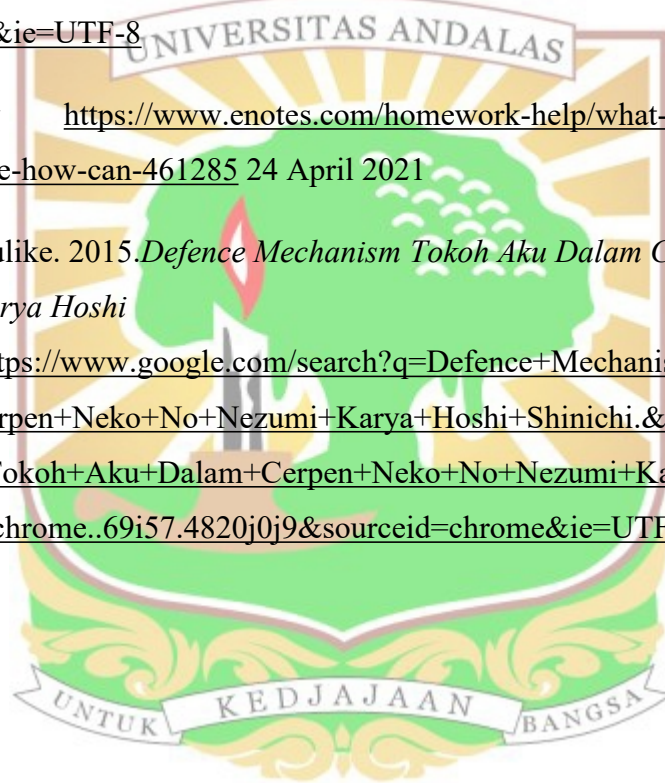 &ie=UTF-8
UNIVERSITAS ANDALAS
https://www.enotes.com/homework-help/what-
e-how-can-461285 24 April 2021
ulike. 2015.Defence Mechanism Tokoh Aku Dalam C
rya Hoshi
tps://www.google.com/search?q=Defence+Mechanis
rpen+Neko+No+Nezumi+Karya+Hoshi+Shinichi.&
Tokoh+Aku+Dalam+Cerpen+Neko+No+Nezumi+Ka
chrome..69i57.4820j0j9&sourceid=chrome&ie=UTF
UNTUK KEDJAJAAN BANGSA